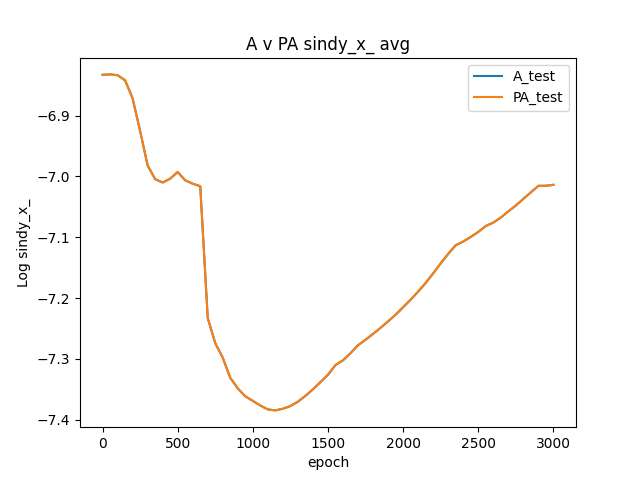 A v PA sindy_x_ avg
A_test
PA_test
−6.9
−7.0
−7.1
−7.2
−7.3
−7.4
Log sindy_x_
0 500 1000 1500 2000 2500 3000
epoch